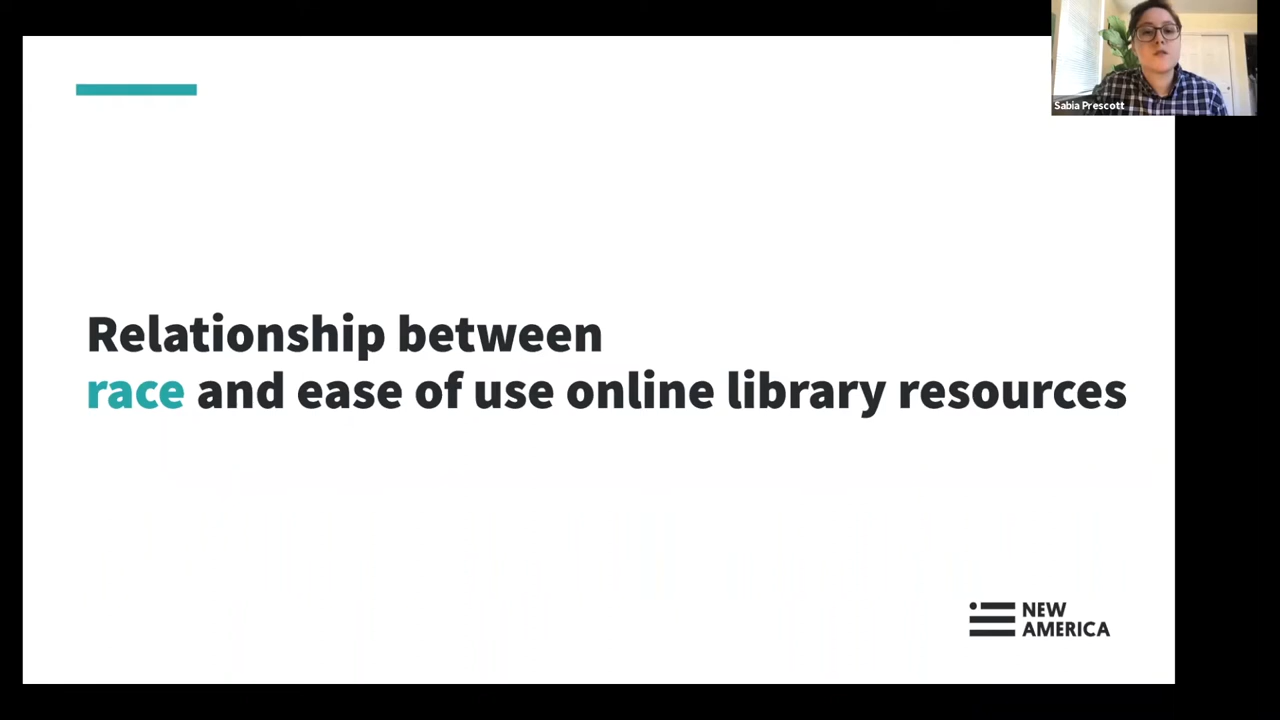 Sabia Prescott
Relationship between
race and ease of use online library resources
NEW
AMERICA